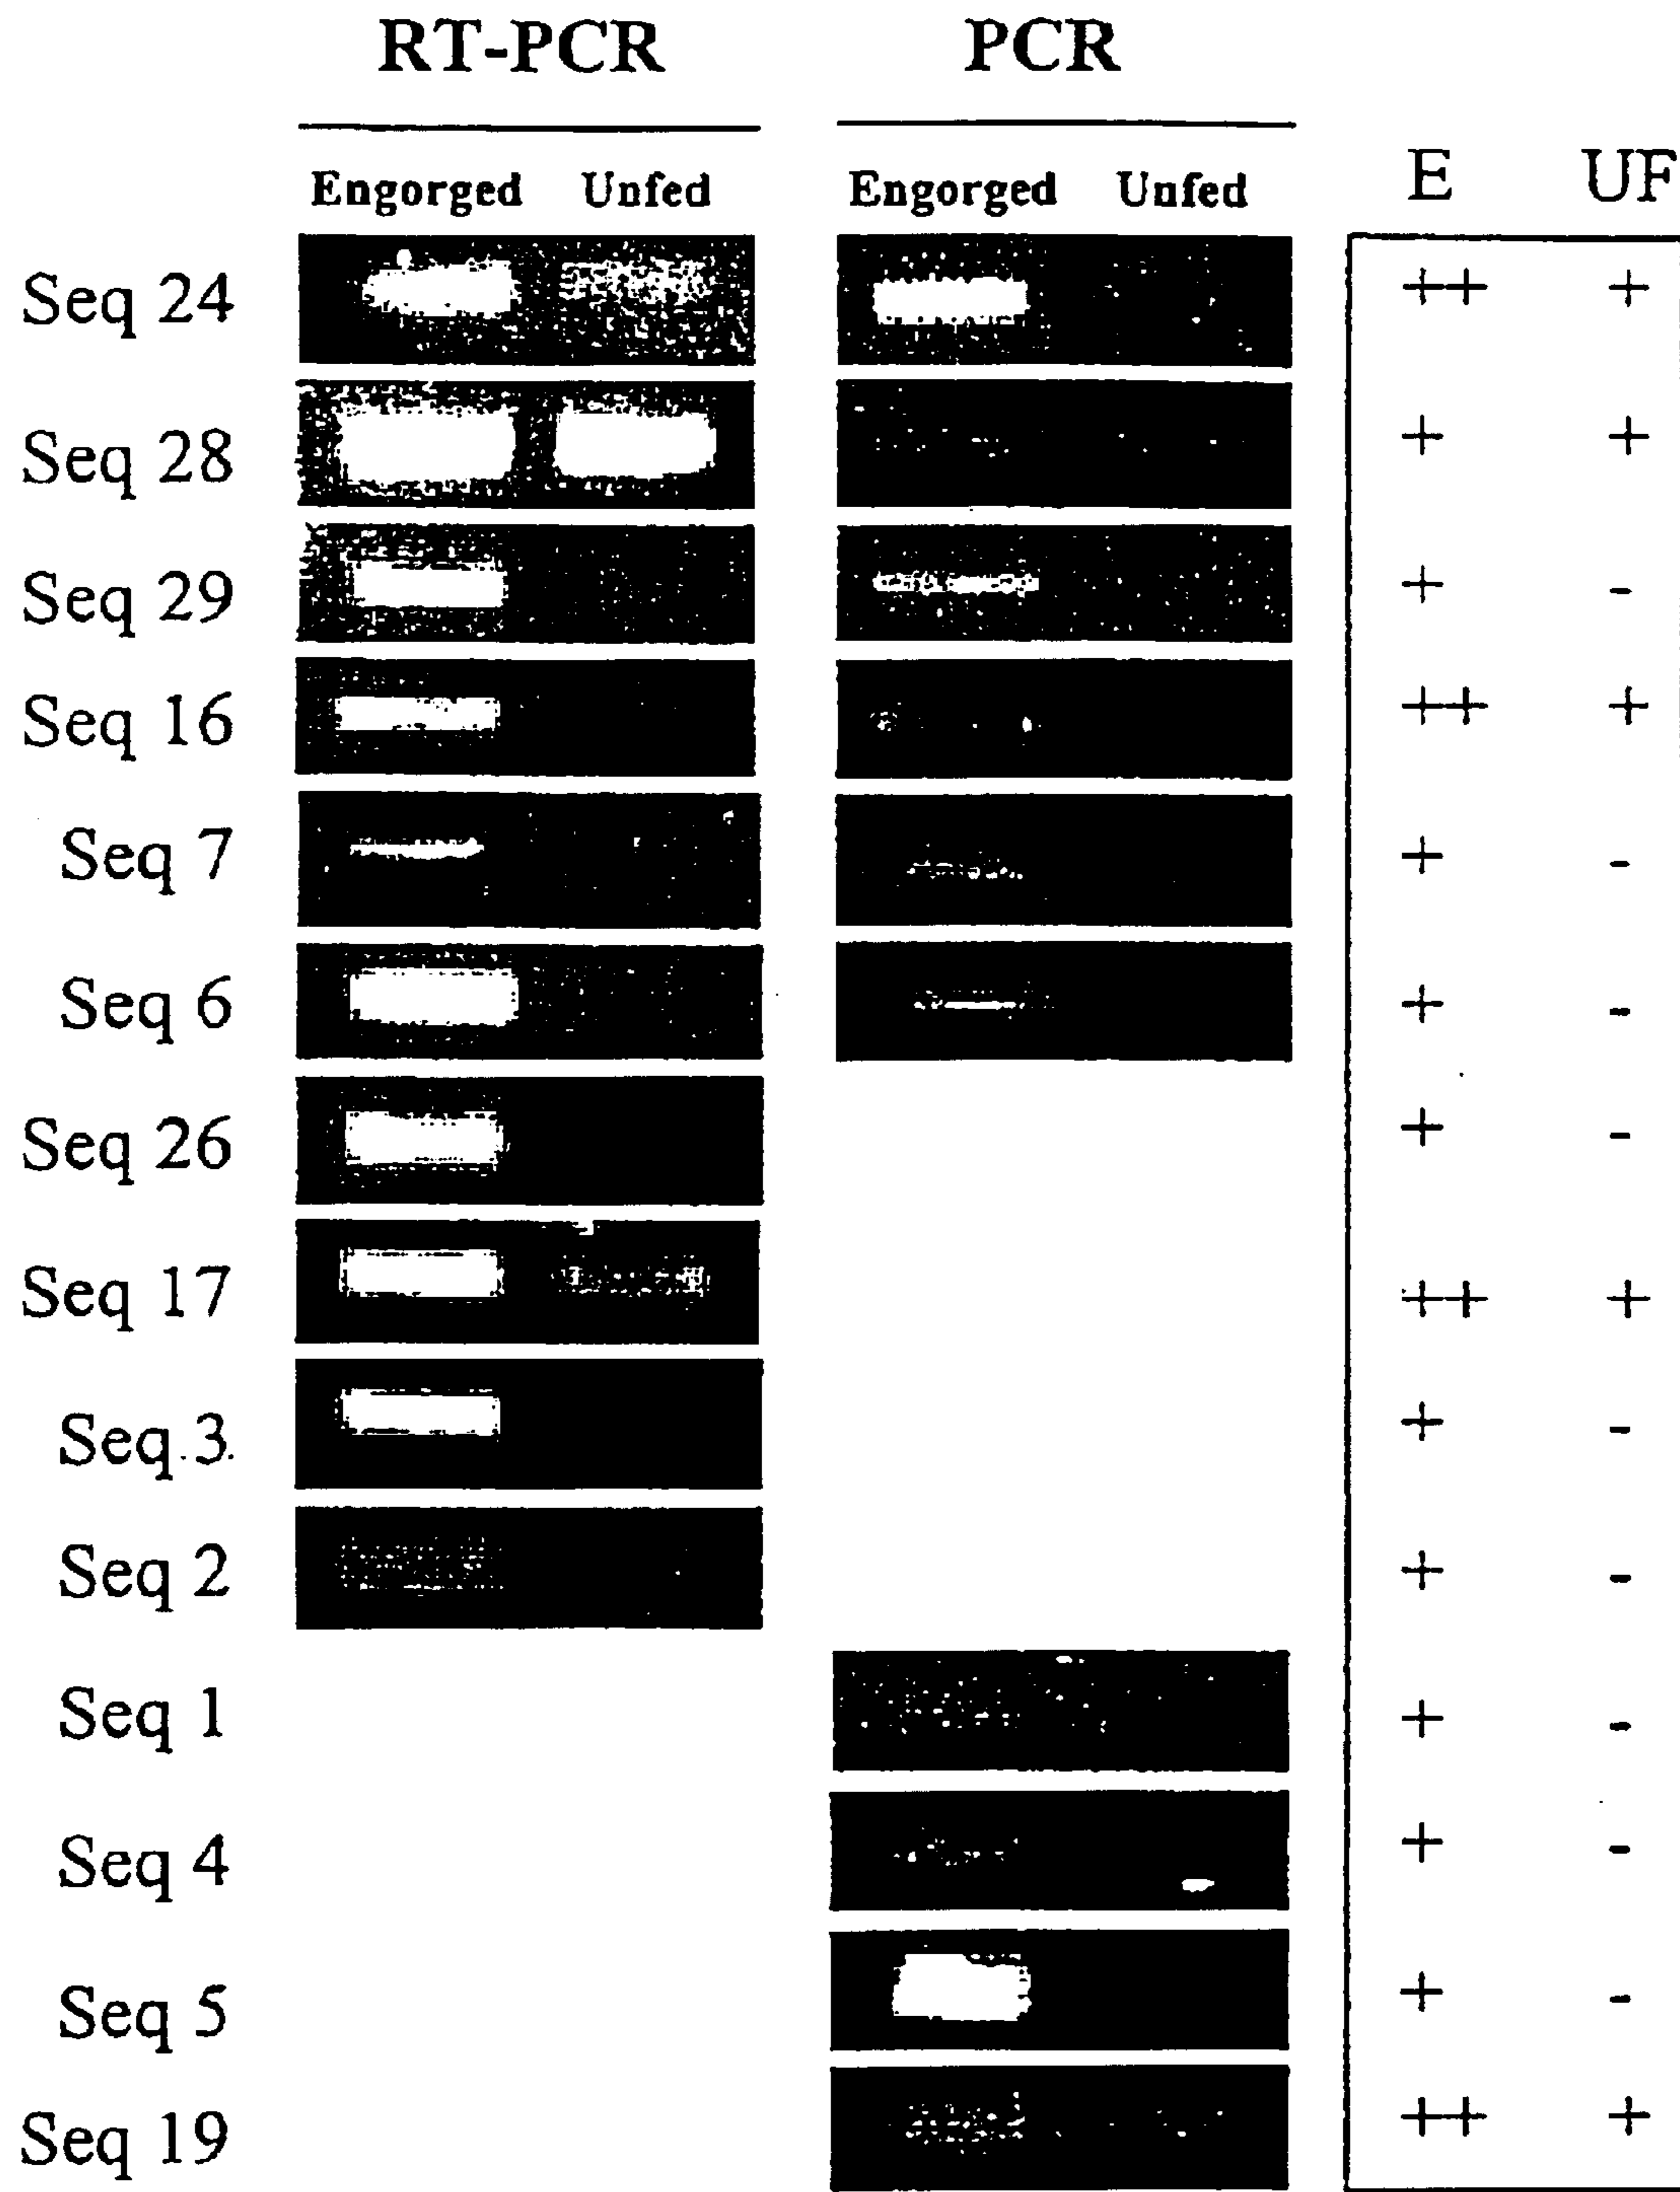 RT-PCR PCR
Engorged Unfed Engorged Unfed E UF
Seq 24 ++ +
Seq 28 + +
Seq 29 + -
Seq 16 ++ +
Seq 7 + -
Seq 6 + -
Seq 26 + -
Seq 17 ++ +
Seq 3 + -
Seq 2 + -
Seq 1 + -
Seq 4 + -
Seq 5 + -
Seq 19 ++ +